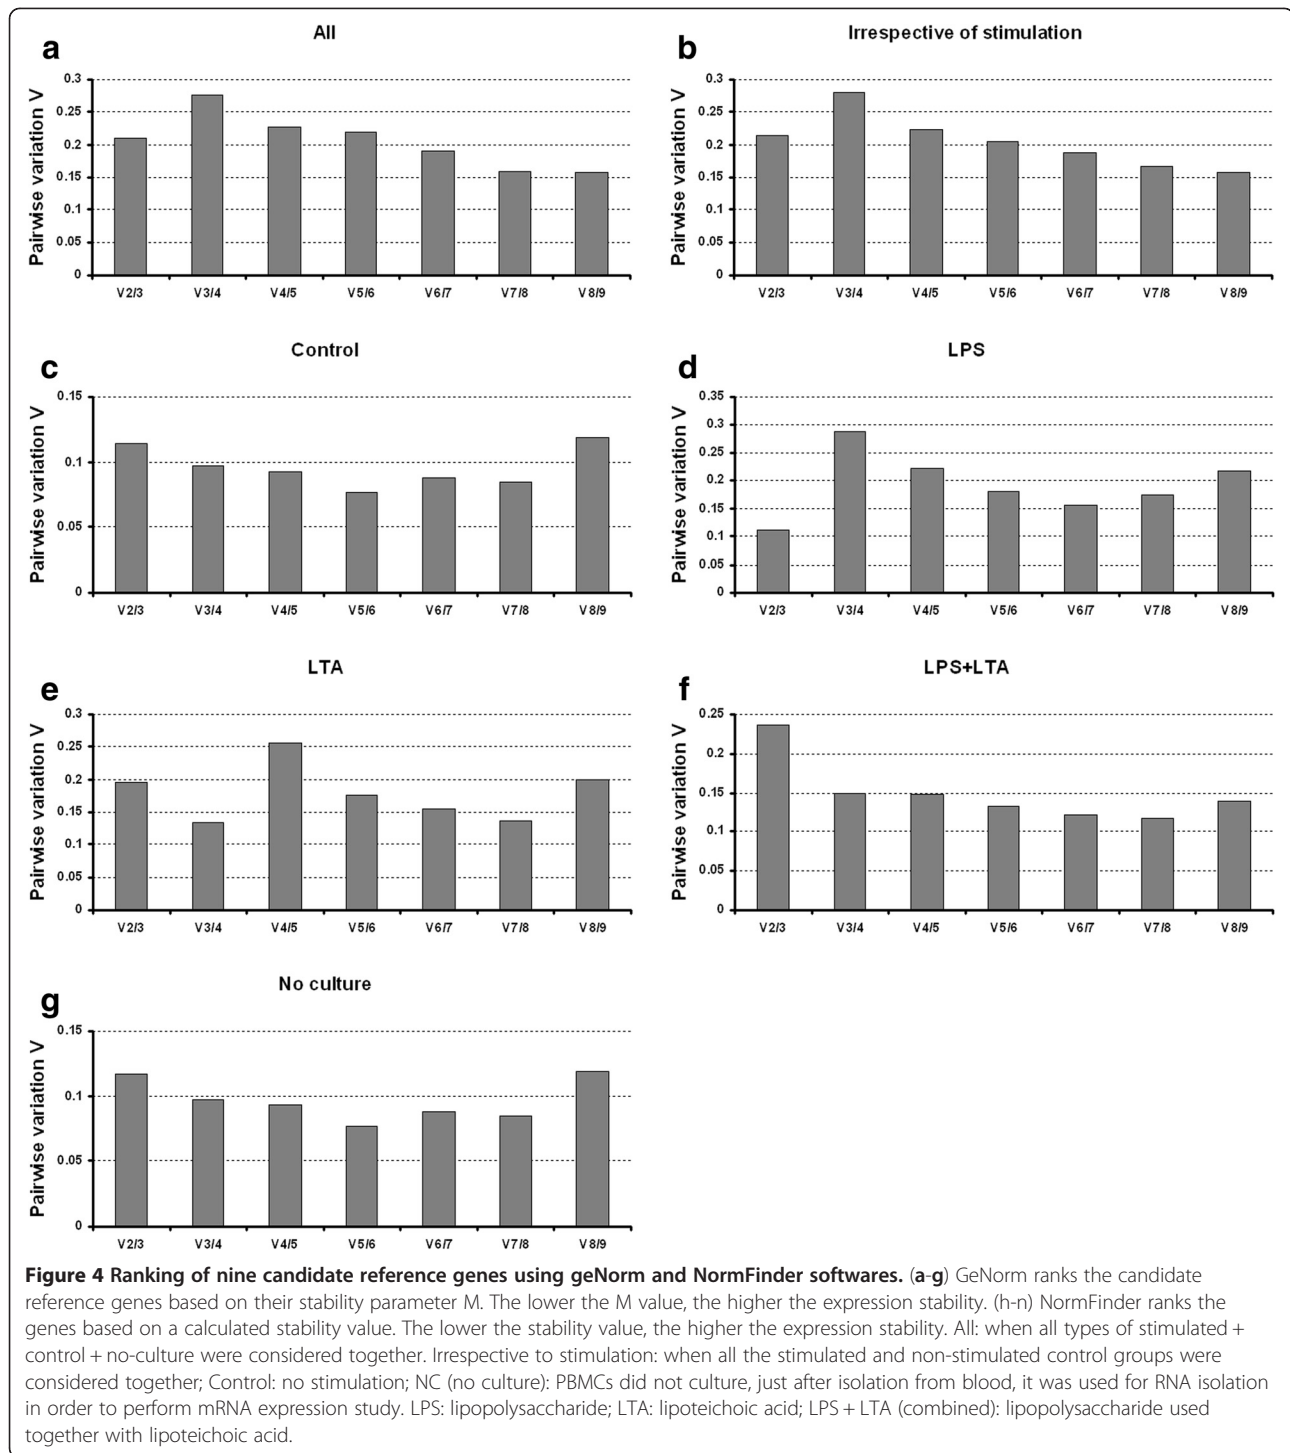 a
All
Pairwise variation V
0.3
0.25
0.2
0.15
0.1
0.05
0
V2/3 V3/4 V4/5 V5/6 V6/7 V7/8 V8/9
b
Irrespective of stimulation
Pairwise variation V
0.3
0.25
0.2
0.15
0.1
0.05
0
V2/3 V3/4 V4/5 V5/6 V6/7 V7/8 V8/9
c
Control
Pairwise variation V
0.15
0.1
0.05
0
V2/3 V3/4 V4/5 V5/6 V6/7 V7/8 V8/9
d
LPS
Pairwise variation V
0.35
0.3
0.25
0.2
0.15
0.1
0.05
0
V2/3 V3/4 V4/5 V5/6 V6/7 V7/8 V8/9
e
LTA
Pairwise variation V
0.3
0.25
0.2
0.15
0.1
0.05
0
V2/3 V3/4 V4/5 V5/6 V6/7 V7/8 V8/9
f
LPS+LTA
Pairwise variation V
0.25
0.2
0.15
0.1
0.05
0
V2/3 V3/4 V4/5 V5/6 V6/7 V7/8 V8/9
g
No culture
Pairwise variation V
0.15
0.1
0.05
0
V2/3 V3/4 V4/5 V5/6 V6/7 V7/8 V8/9
Figure 4 Ranking of nine candidate reference genes using geNorm and NormFinder softwares. (a-g) GeNorm ranks the candidate
reference genes based on their stability parameter M. The lower the M value, the higher the expression stability. (h-n) NormFinder ranks the
genes based on a calculated stability value. The lower the stability value, the higher the expression stability. All: when all types of stimulated +
control + no-culture were considered together. Irrespective to stimulation: when all the stimulated and non-stimulated control groups were
considered together; Control: no stimulation; NC (no culture): PBMCs did not culture, just after isolation from blood, it was used for RNA isolation
in order to perform mRNA expression study. LPS: lipopolysaccharide; LTA: lipoteichoic acid; LPS + LTA (combined): lipopolysaccharide used
together with lipoteichoic acid.